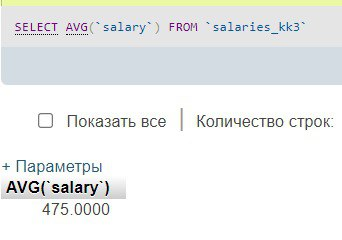 SELECT AVG(`salary`) FROM `salaries_kk3`
Показать все | Количество строк:
+ Параметры
AVG(`salary`)
475.0000